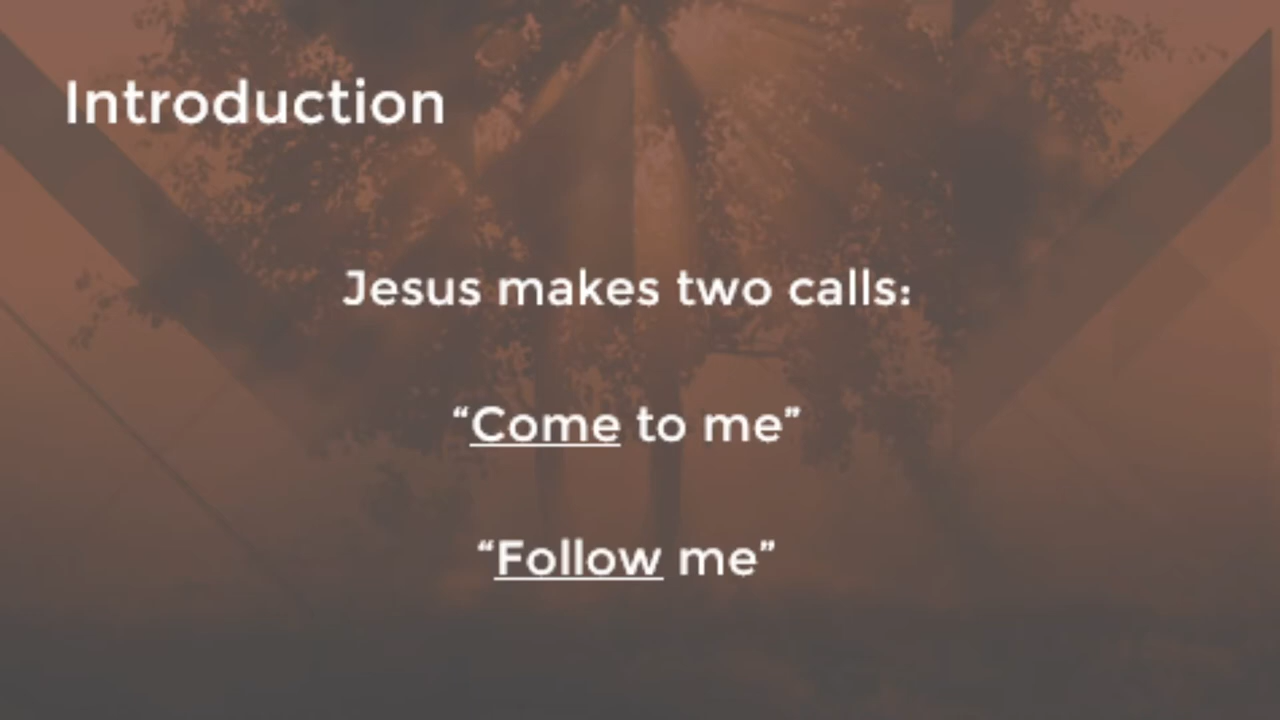 Introduction
Jesus makes two calls:
“Come to me”
“Follow me”